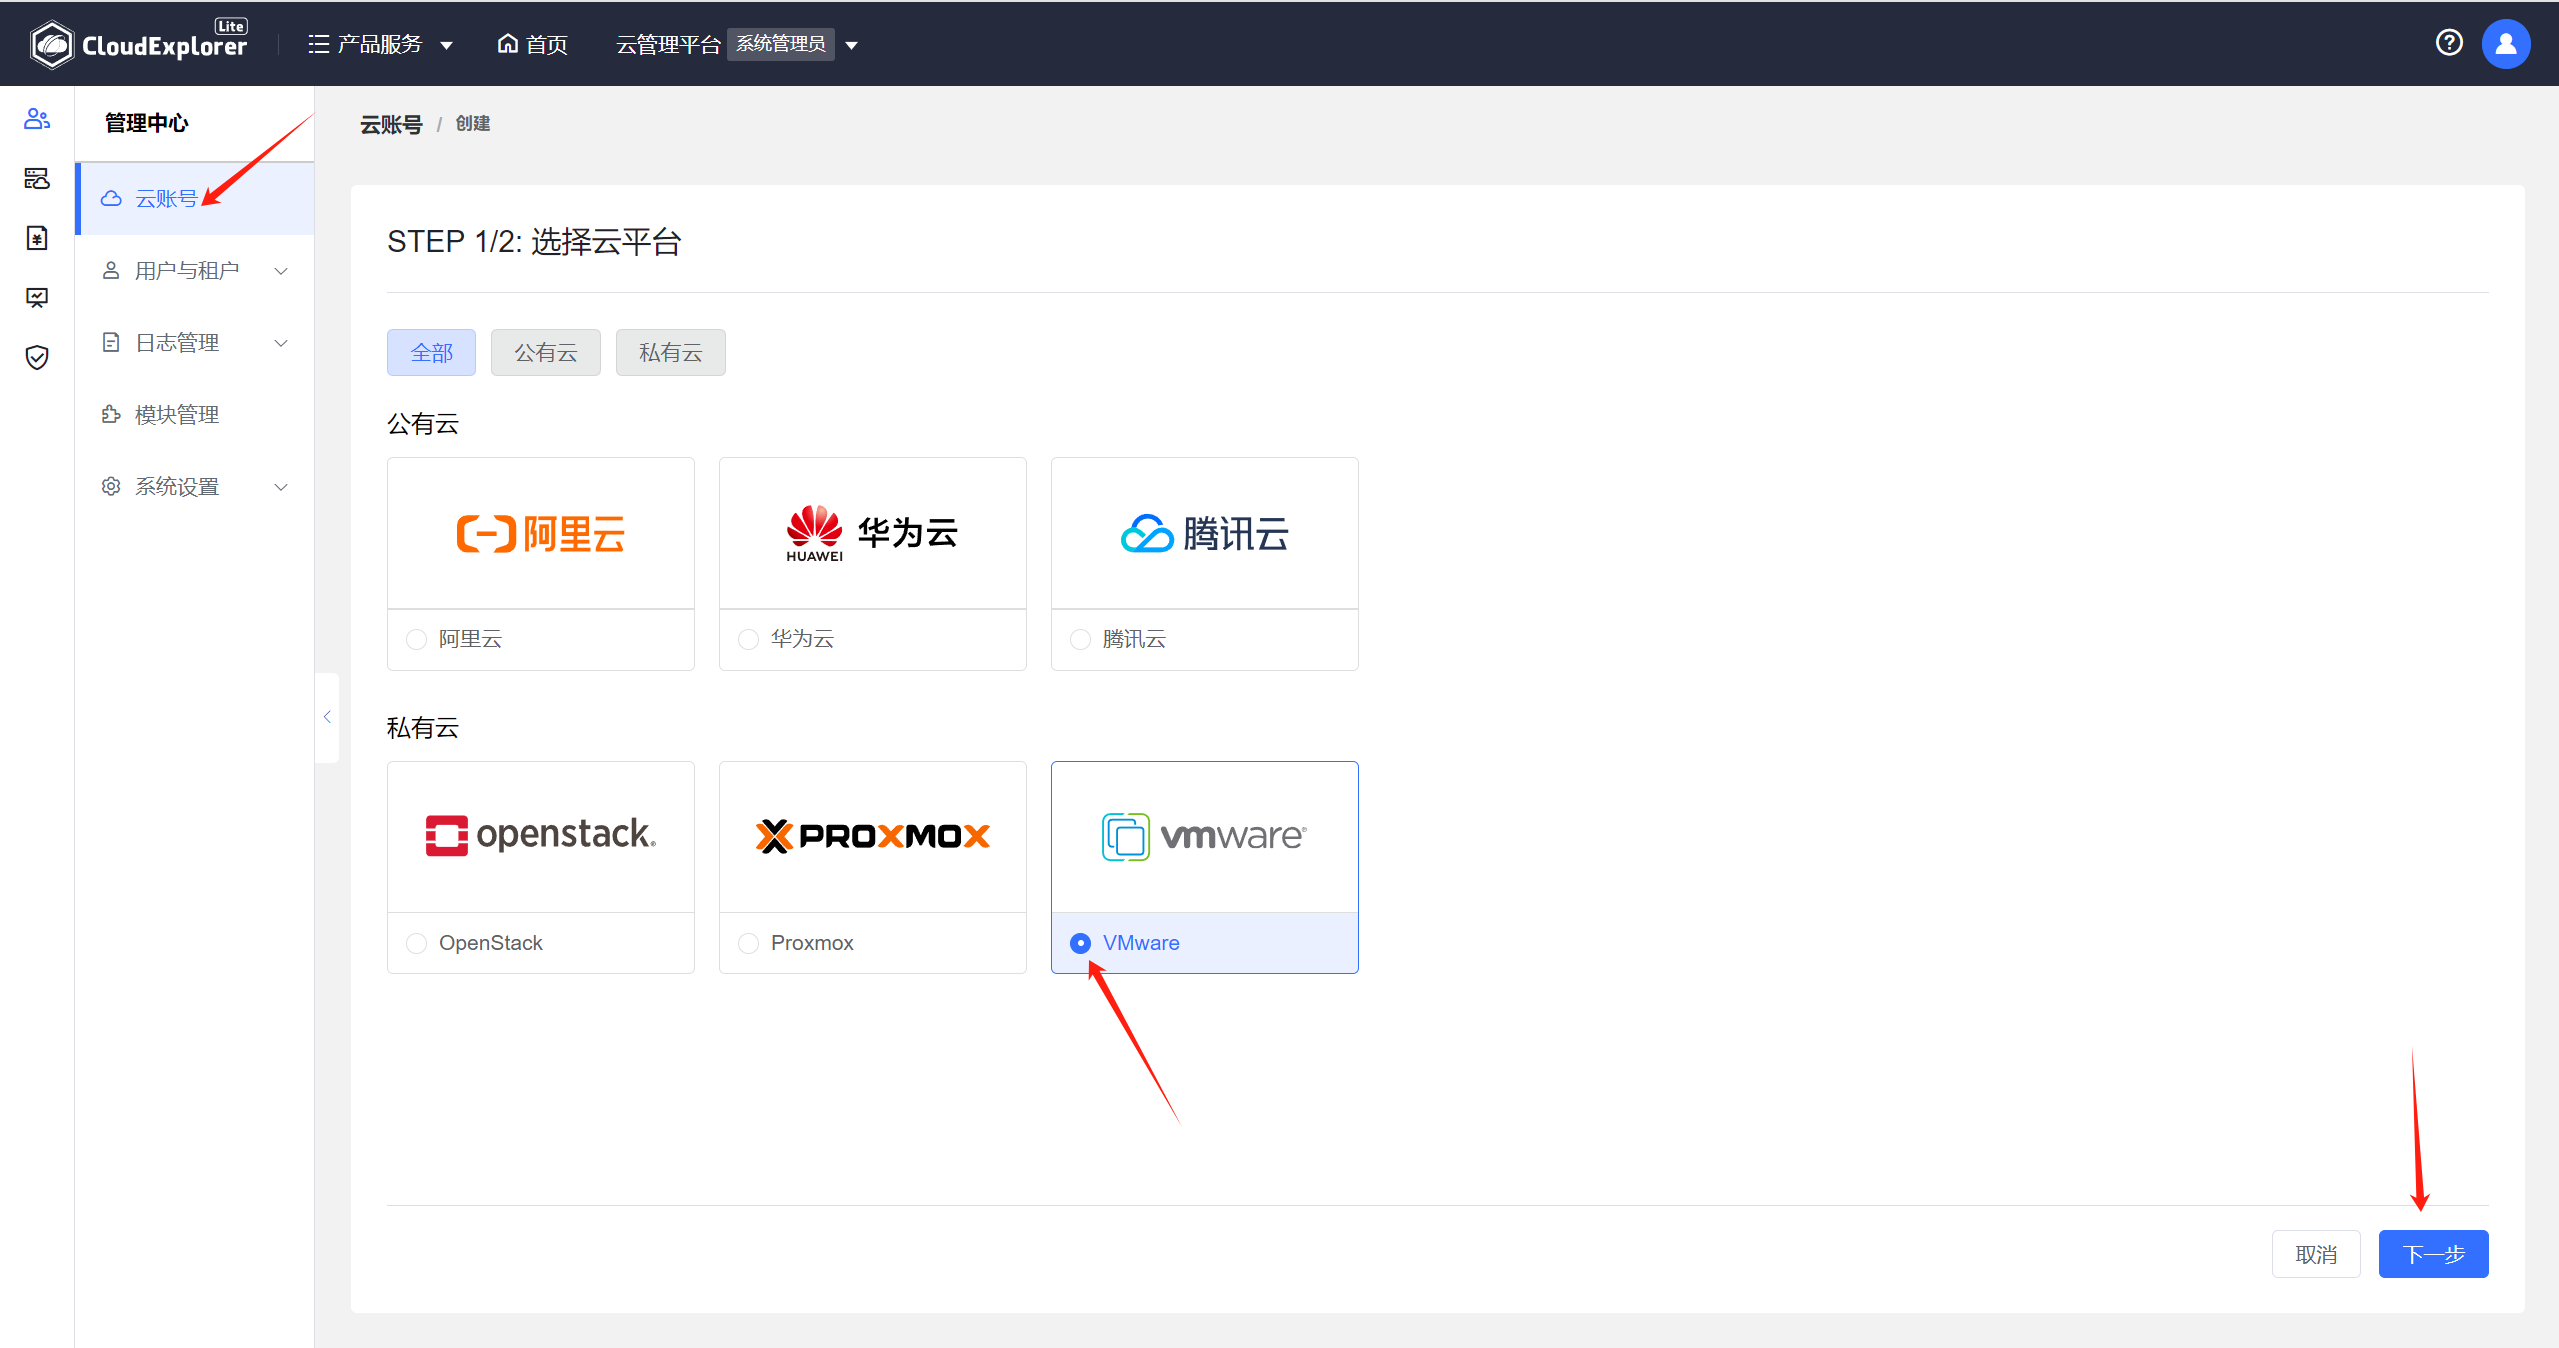 CloudExplorer Lite
产品服务
首页
云管理平台 系统管理员
管理中心
云账号
用户与租户
日志管理
模块管理
系统设置
云账号 / 创建
STEP 1/2: 选择云平台
全部 公有云 私有云
公有云
阿里云
HUAWEI 华为云
腾讯云
阿里云
华为云
腾讯云
私有云
openstack.
PROXMOX
vmware®
OpenStack
Proxmox
VMware
取消 下一步